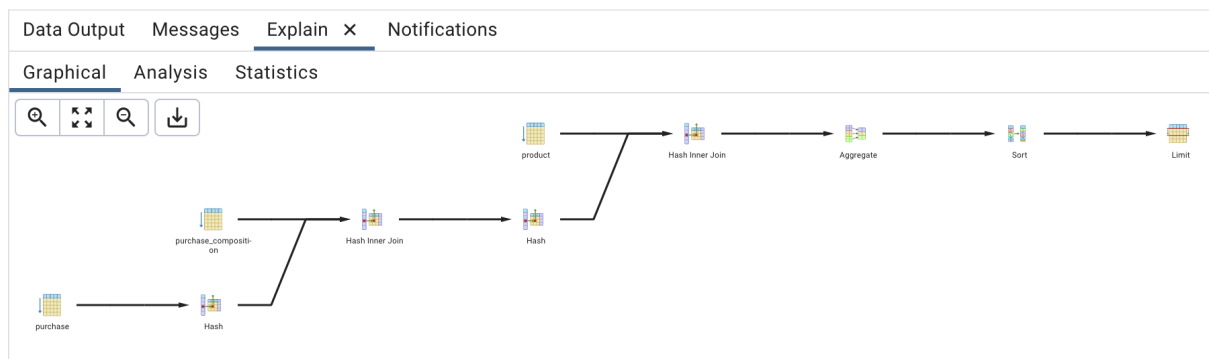 Data Output Messages Explain × Notifications
Graphical Analysis Statistics
product
Hash Inner Join
Aggregate
Sort
Limit
purchase_compositi-
on
Hash Inner Join
Hash
purchase
Hash